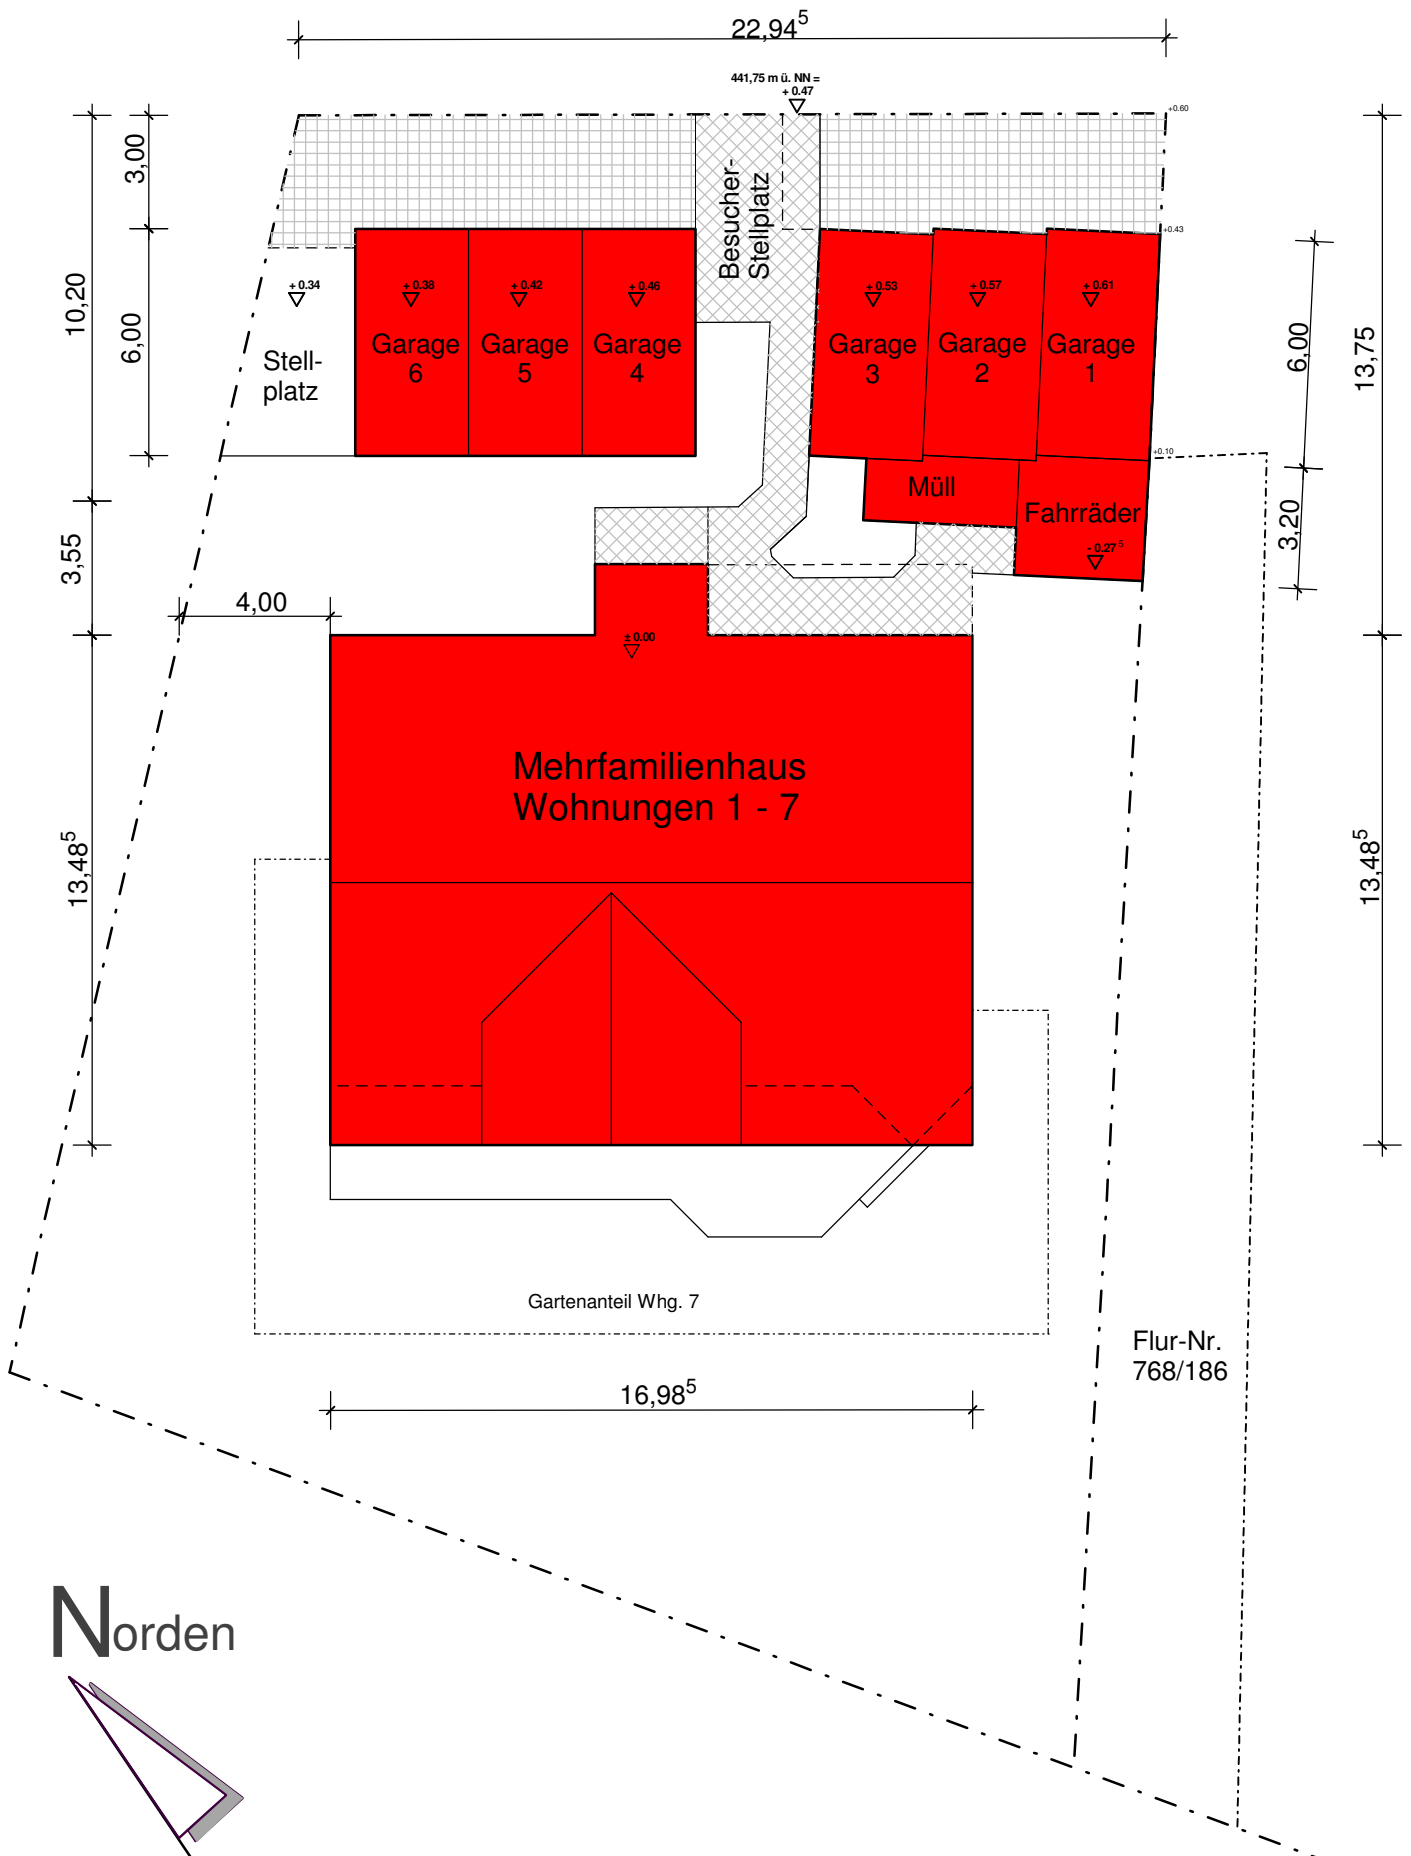 22,94⁵
441,75 m ü. NN =
+ 0.47
+0.60
3,00
10,20
6,00
Besucher-
Stellplatz
+0.43
+ 0.34
+ 0.38
+ 0.42
+ 0.46
+ 0.53
+ 0.57
+ 0.61
Stell-
platz
Garage
6
Garage
5
Garage
4
Garage
3
Garage
2
Garage
1
6,00
13,75
+0.10
Müll
Fahrräder
- 0.27⁵
3,20
3,55
4,00
± 0.00
Mehrfamilienhaus
Wohnungen 1 - 7
13,48⁵
13,48⁵
Gartenanteil Whg. 7
Flur-Nr.
768/186
16,98⁵
Norden